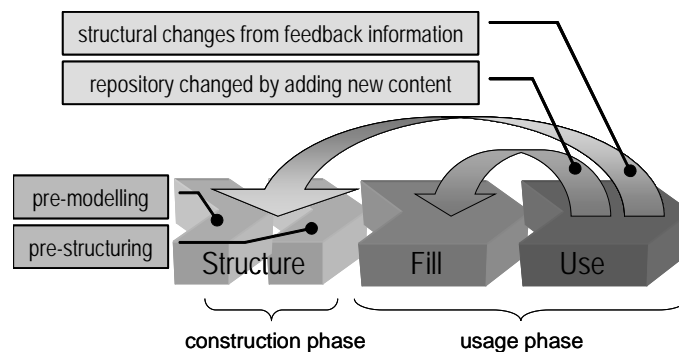 structural changes from feedback information
repository changed by adding new content
pre-modelling
pre-structuring
Structure
Fill
Use
construction phase
usage phase